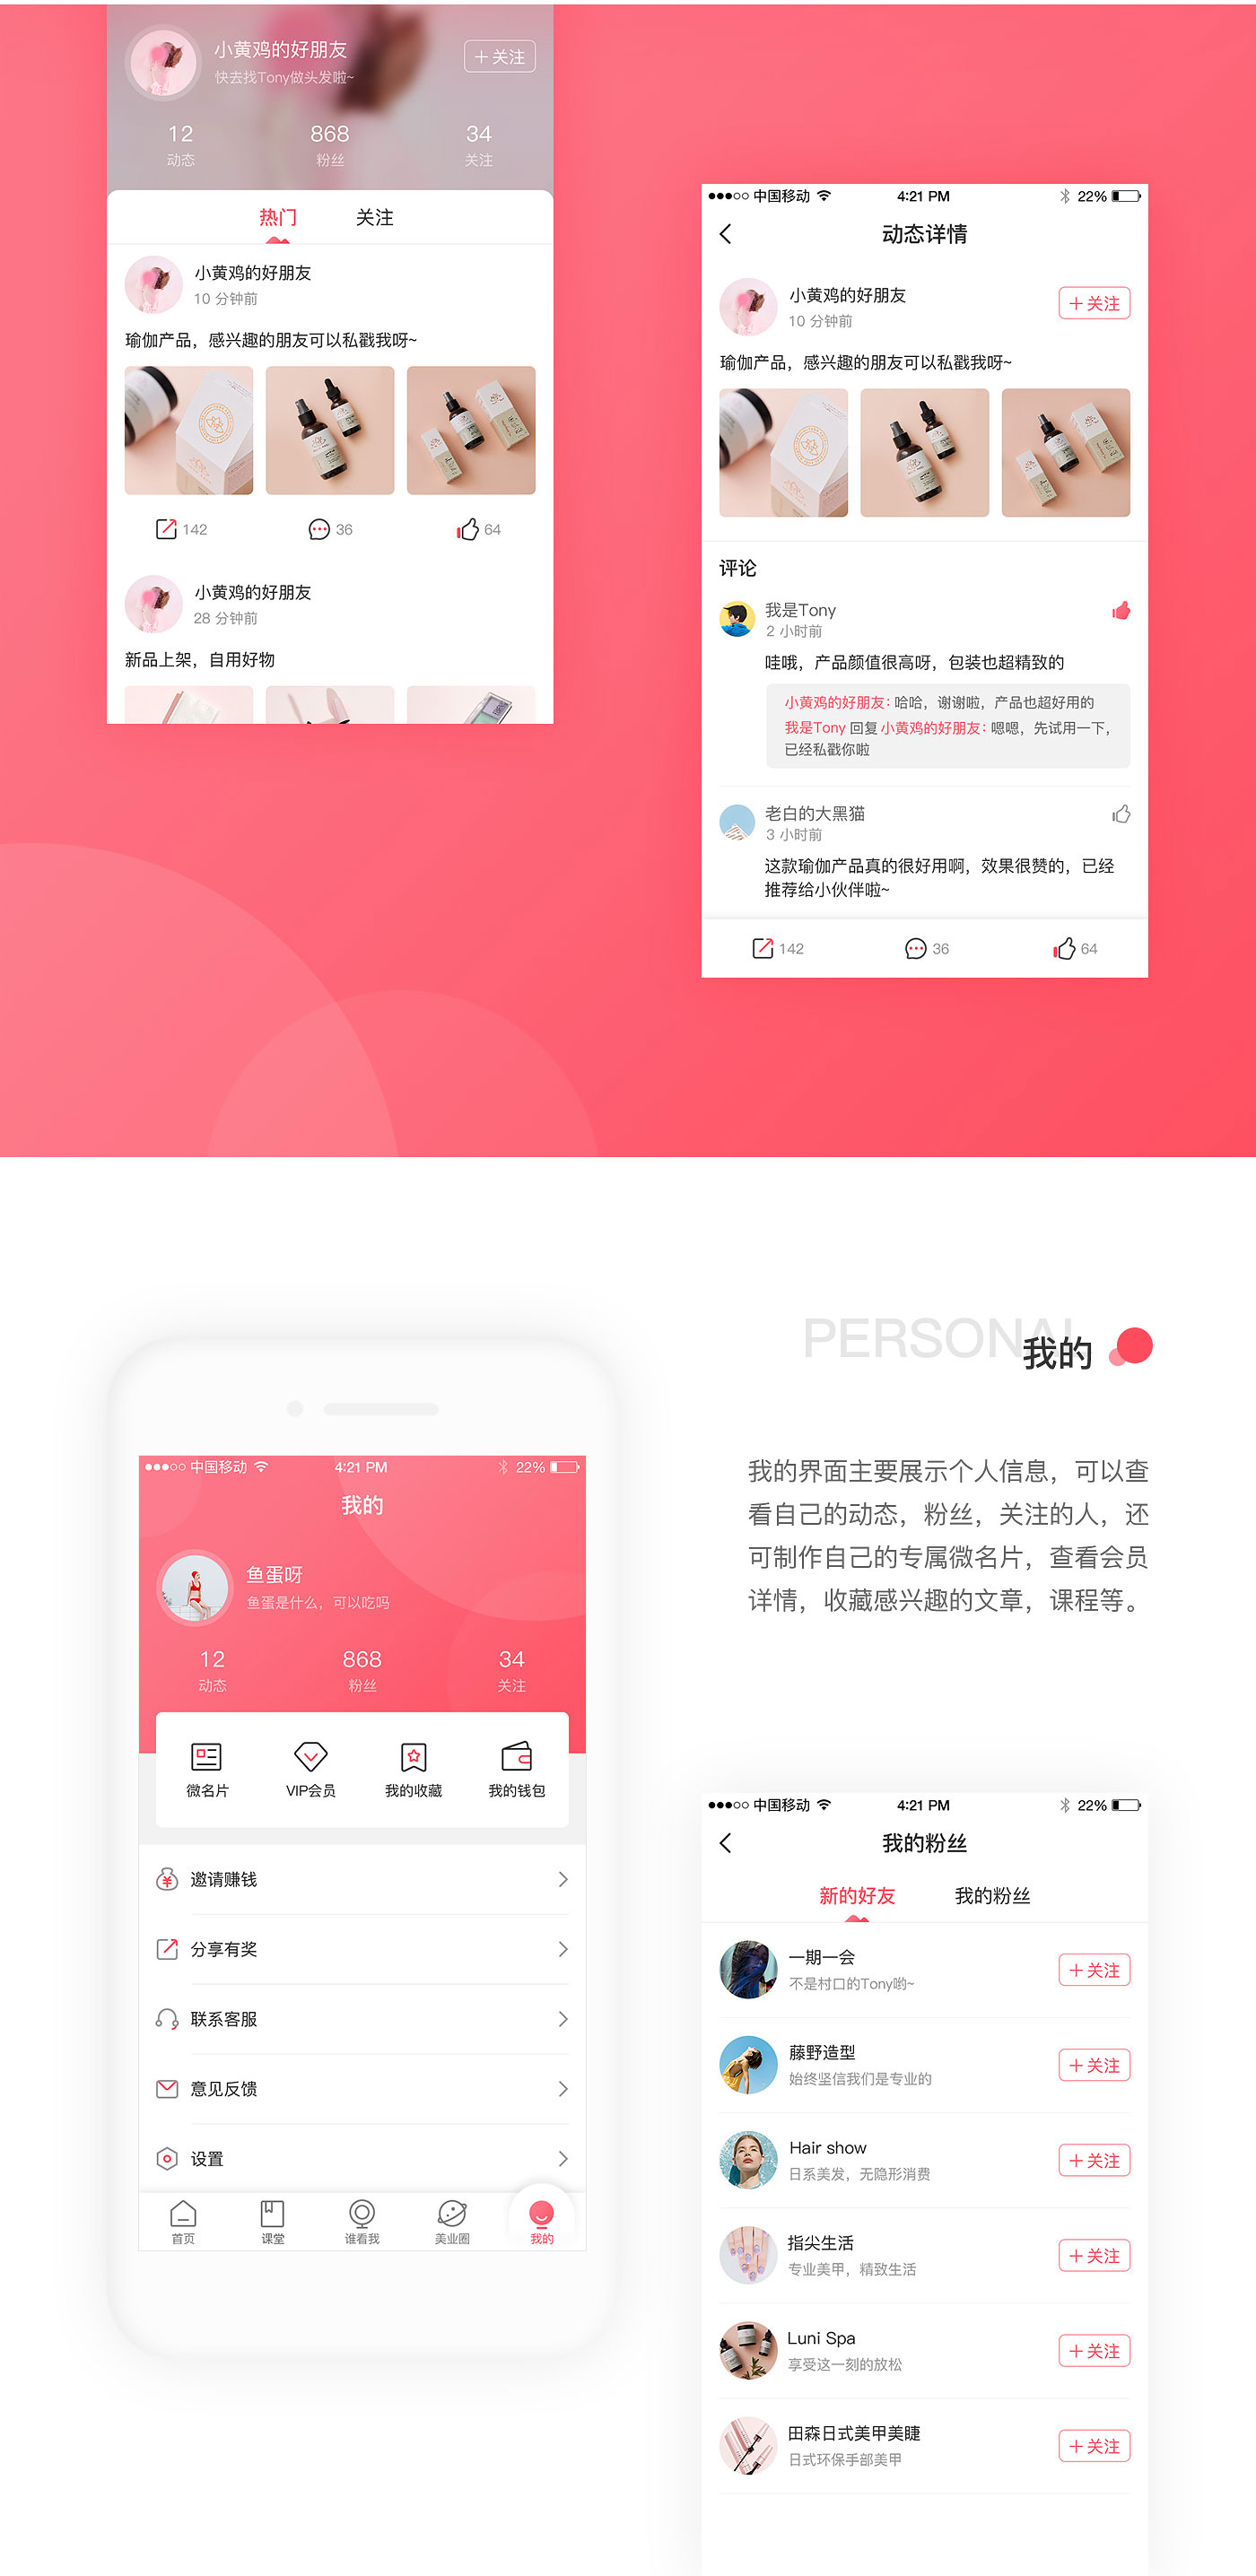 小黄鸡的好朋友
快去找Tony做头发啦~
+ 关注
12
868
34
动态
粉丝
关注
热门
关注
小黄鸡的好朋友
10 分钟前
瑜伽产品，感兴趣的朋友可以私戳我呀~
142
36
64
小黄鸡的好朋友
28 分钟前
新品上架，自用好物
中国移动
4:21 PM
22%
动态详情
小黄鸡的好朋友
10 分钟前
+ 关注
瑜伽产品，感兴趣的朋友可以私戳我呀~
评论
我是Tony
2 小时前
哇哦，产品颜值很高呀，包装也超精致的
小黄鸡的好朋友：哈哈，谢谢啦，产品也超好用的
我是Tony 回复 小黄鸡的好朋友：嗯嗯，先试用一下，
已经私戳你啦
老白的大黑猫
3 小时前
这款瑜伽产品真的很好用啊，效果很赞的，已经
推荐给小伙伴啦~
142
36
64
PERSONAL
我的
我的界面主要展示个人信息，可以查
看自己的动态，粉丝，关注的人，还
可制作自己的专属微名片，查看会员
详情，收藏感兴趣的文章，课程等。
中国移动
4:21 PM
22%
我的
鱼蛋呀
鱼蛋是什么，可以吃吗
12
868
34
动态
粉丝
关注
微名片
VIP会员
我的收藏
我的钱包
邀请赚钱
分享有奖
联系客服
意见反馈
设置
首页
课堂
谁看我
美业圈
我的
中国移动
4:21 PM
22%
我的粉丝
新的好友
我的粉丝
一期一会
不是村口的Tony哟~
+ 关注
藤野造型
始终坚信我们是专业的
+ 关注
Hair show
日系美发，无隐形消费
+ 关注
指尖生活
专业美甲，精致生活
+ 关注
Luni Spa
享受这一刻的放松
+ 关注
田森日式美甲美睫
日式环保手部美甲
+ 关注